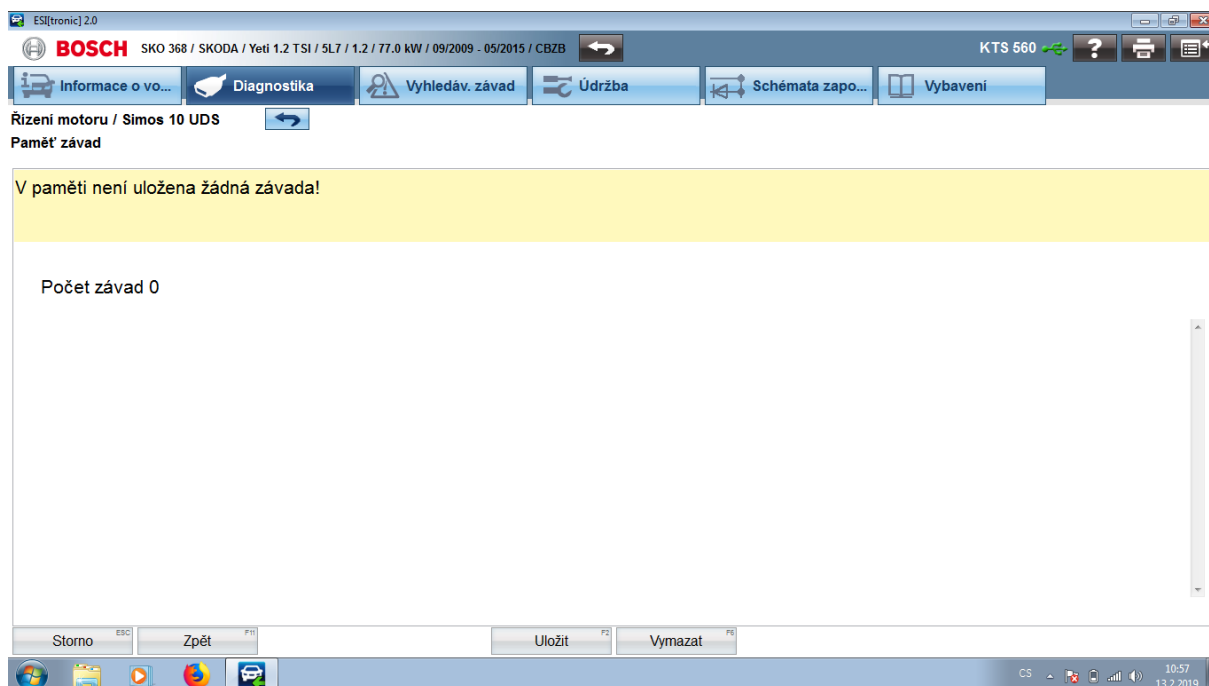 ESI[tronic] 2.0
BOSCH SKO 368 / SKODA / Yeti 1.2 TSI / 5L7 / 1.2 / 77.0 kW / 09/2009 - 05/2015 / CBZB KTS 560 ?
Informace o vo... Diagnostika Vyhledáv. závad Údržba Schémata zapo... Vybavení
Řízení motoru / Simos 10 UDS
Paměť závad
V paměti není uložena žádná závada!
Počet závad 0
Storno ESC Zpět F11 Uložit F2 Vymazat F6
CS 10:57
13.2.2019